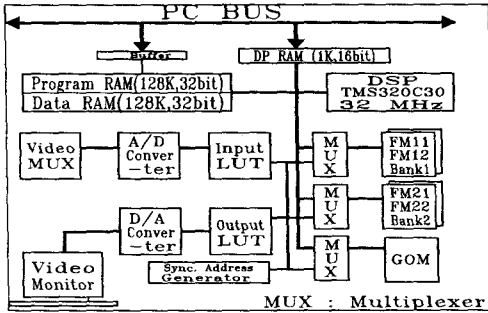 PC BUS
Buffer
DP RAM (1K,16bit)
Program RAM(128K,32bit)
Data RAM(128K,32bit)
DSP
TMS320C30
32 MHz
Video
MUX
A/D
Conver
-ter
Input
LUT
M
U
X
FM11
FM12
Bank1
D/A
Conver
-ter
Output
LUT
M
U
X
FM21
FM22
Bank2
Video
Monitor
Sync. Address
Generator
M
U
X
GOM
MUX : Multiplexer